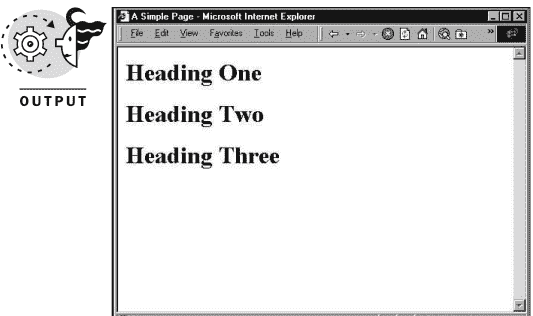 A Simple Page - Microsoft Internet Explorer
File Edit View Favorites Tools Help
»
OUTPUT
Heading One
Heading Two
Heading Three